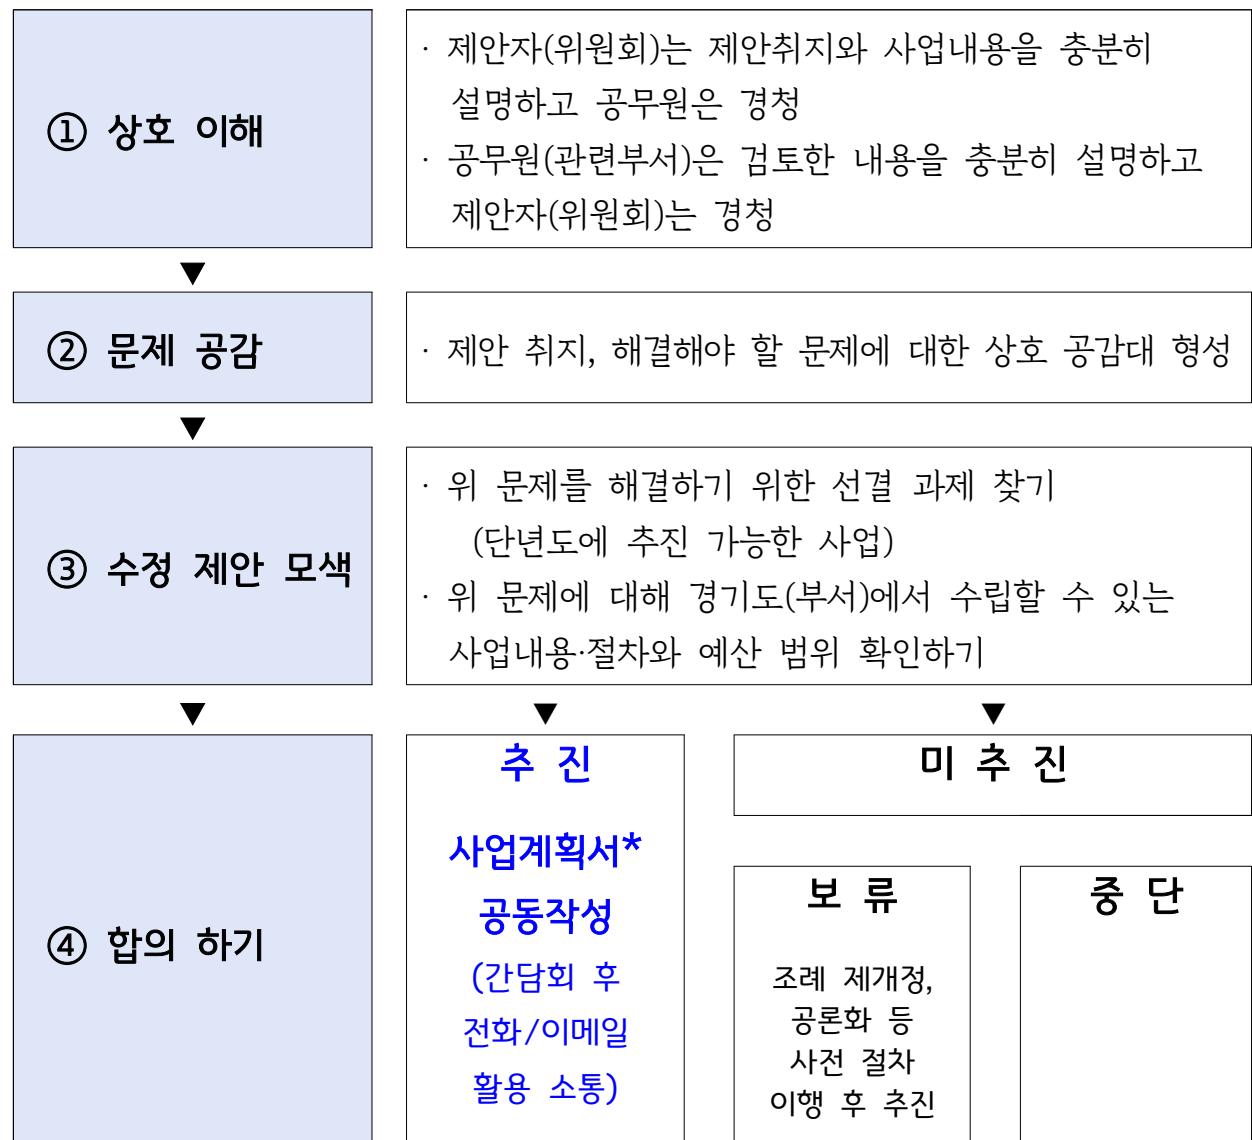 ① 상호 이해
· 제안자(위원회)는 제안취지와 사업내용을 충분히
설명하고 공무원은 경청
· 공무원(관련부서)은 검토한 내용을 충분히 설명하고
제안자(위원회)는 경청
▼
② 문제 공감
· 제안 취지, 해결해야 할 문제에 대한 상호 공감대 형성
▼
③ 수정 제안 모색
· 위 문제를 해결하기 위한 선결 과제 찾기
(단년도에 추진 가능한 사업)
· 위 문제에 대해 경기도(부서)에서 수립할 수 있는
사업내용·절차와 예산 범위 확인하기
▼ ▼ ▼
④ 합의 하기
추 진
사업계획서*
공동작성
(간담회 후
전화/이메일
활용 소통)
미 추 진
보 류
조례 제개정,
공론화 등
사전 절차
이행 후 추진
중 단